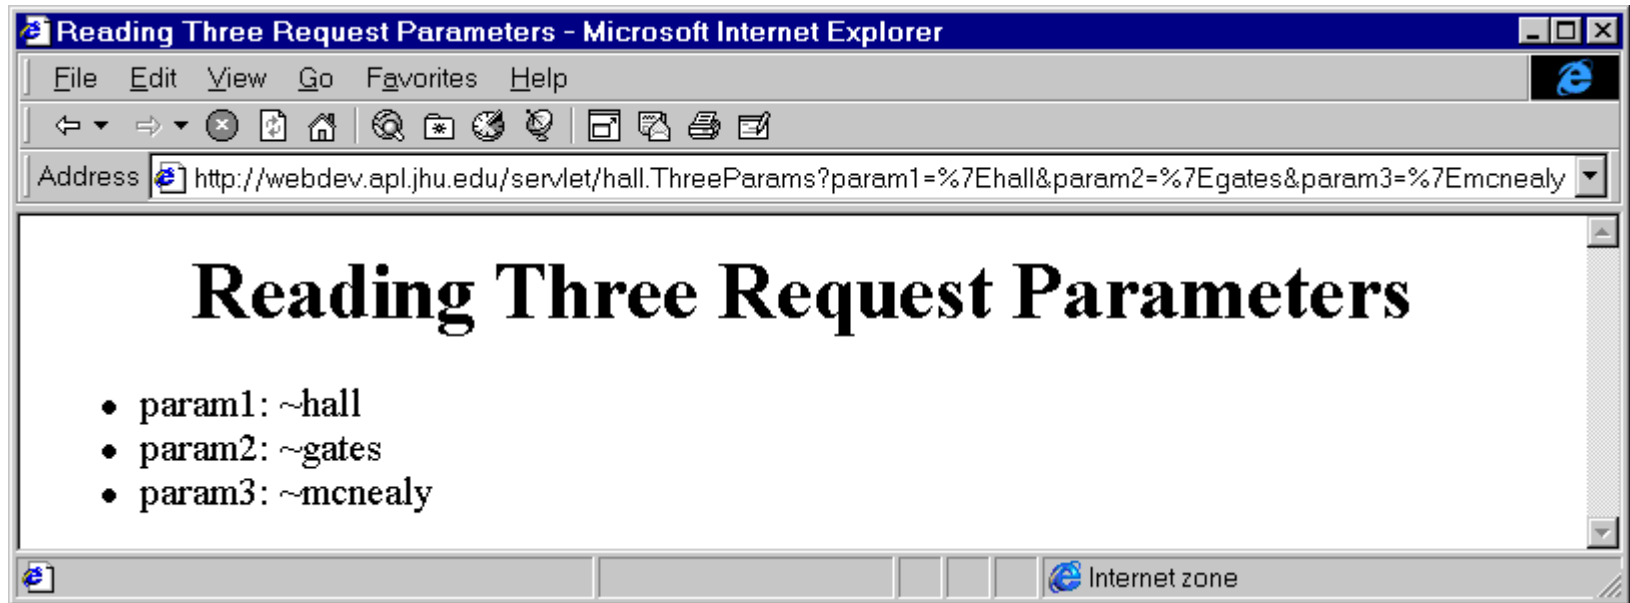 Reading Three Request Parameters - Microsoft Internet Explorer
File Edit View Go Favorites Help
Address http://webdev.apl.jhu.edu/servlet/hall.ThreeParams?param1=%7Ehall&param2=%7Egates&param3=%7Emcnealy
Reading Three Request Parameters
• param1: ~hall
• param2: ~gates
• param3: ~mcnealy
Internet zone